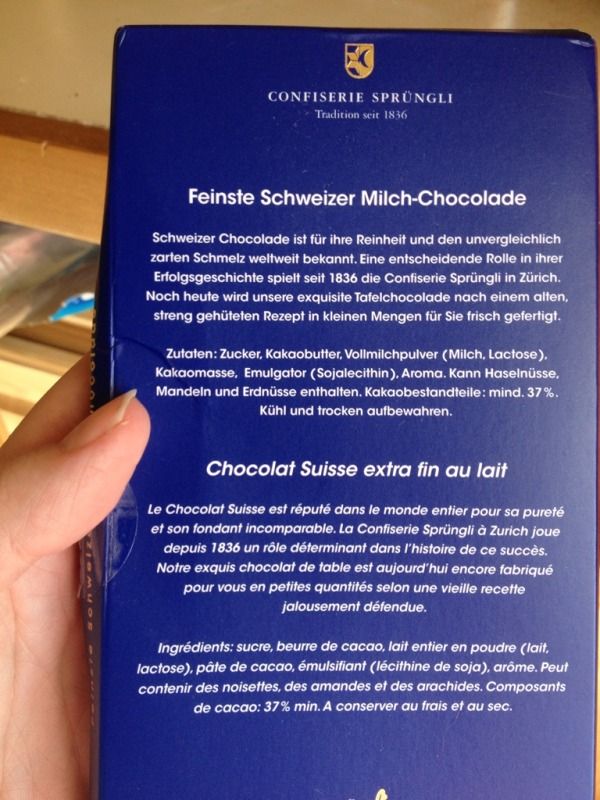 CONFISERIE SPRÜNGLI
Tradition seit 1836
Feinste Schweizer Milch-Chocolade
Schweizer Chocolade ist für ihre Reinheit und den unvergleichlich
zarten Schmelz weltweit bekannt. Eine entscheidende Rolle in ihrer
Erfolgsgeschichte spielt seit 1836 die Confiserie Sprüngli in Zürich.
Noch heute wird unsere exquisite Tafelchocolade nach einem alten,
streng gehüteten Rezept in kleinen Mengen für Sie frisch gefertigt.
Zutaten: Zucker, Kakaobutter, Vollmilchpulver (Milch, Lactose),
Kakaomasse, Emulgator (Sojalecithin), Aroma. Kann Haselnüsse,
Mandeln und Erdnüsse enthalten. Kakaobestandteile: mind. 37%.
Kühl und trocken aufbewahren.
Chocolat Suisse extra fin au lait
Le Chocolat Suisse est réputé dans le monde entier pour sa pureté
et son fondant incomparable. La Confiserie Sprüngli à Zurich joue
depuis 1836 un rôle déterminant dans l'histoire de ce succès.
Notre exquis chocolat de table est aujourd'hui encore fabriqué
pour vous en petites quantités selon une vieille recette
jalousement défendue.
Ingrédients: sucre, beurre de cacao, lait entier en poudre (lait,
lactose), pâte de cacao, émulsifiant (lécithine de soja), arôme. Peut
contenir des noisettes, des amandes et des arachides. Composants
de cacao: 37% min. A conserver au frais et au sec.